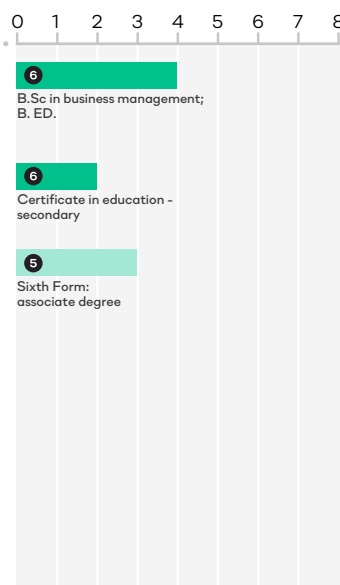 0 1 2 3 4 5 6 7 8
6
B.Sc in business management;
B. ED.
6
Certificate in education -
secondary
5
Sixth Form:
associate degree